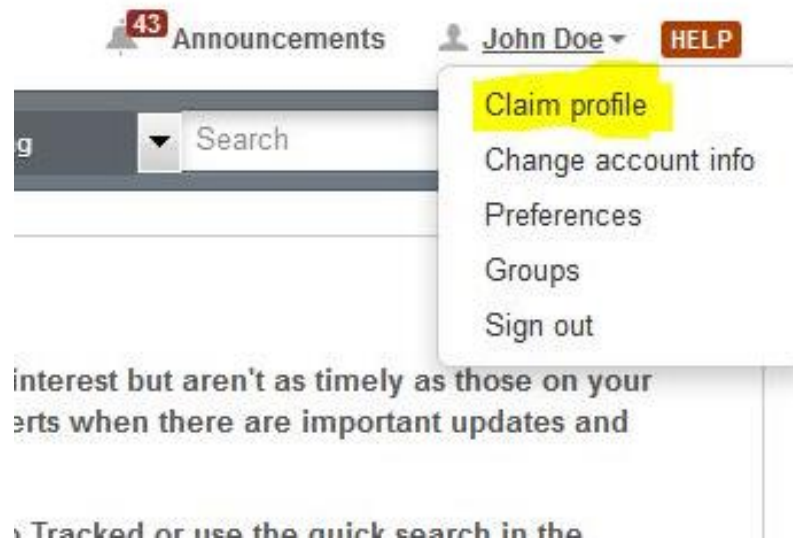 43 Announcements John Doe HELP
g Search
Claim profile
Change account info
Preferences
Groups
Sign out
interest but aren't as timely as those on your
erts when there are important updates and
Tracked or use the quick search in the